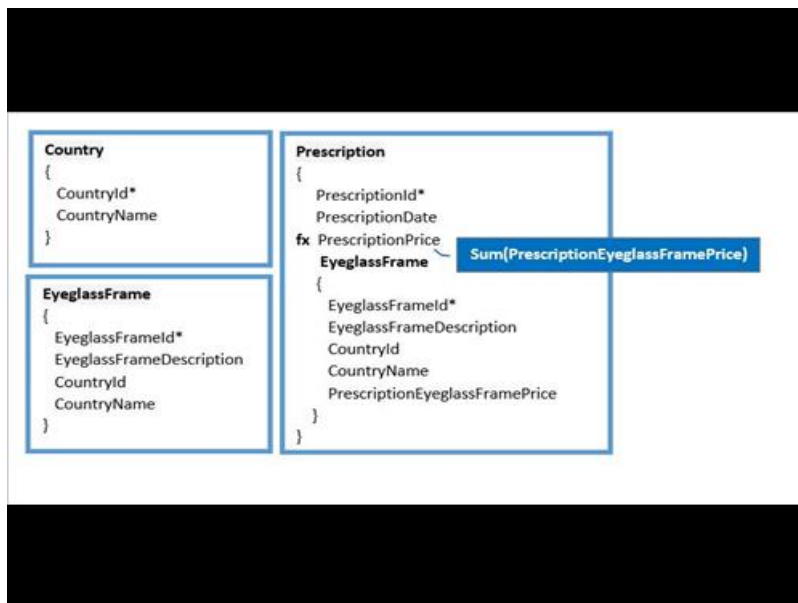 Country
{
CountryId*
CountryName
}
EyeglassFrame
{
EyeglassFrameId*
EyeglassFrameDescription
CountryId
CountryName
}
Prescription
{
PrescriptionId*
PrescriptionDate
fx PrescriptionPrice
Sum(PrescriptionEyeglassFramePrice)
EyeglassFrame
{
EyeglassFrameId*
EyeglassFrameDescription
CountryId
CountryName
PrescriptionEyeglassFramePrice
}
}